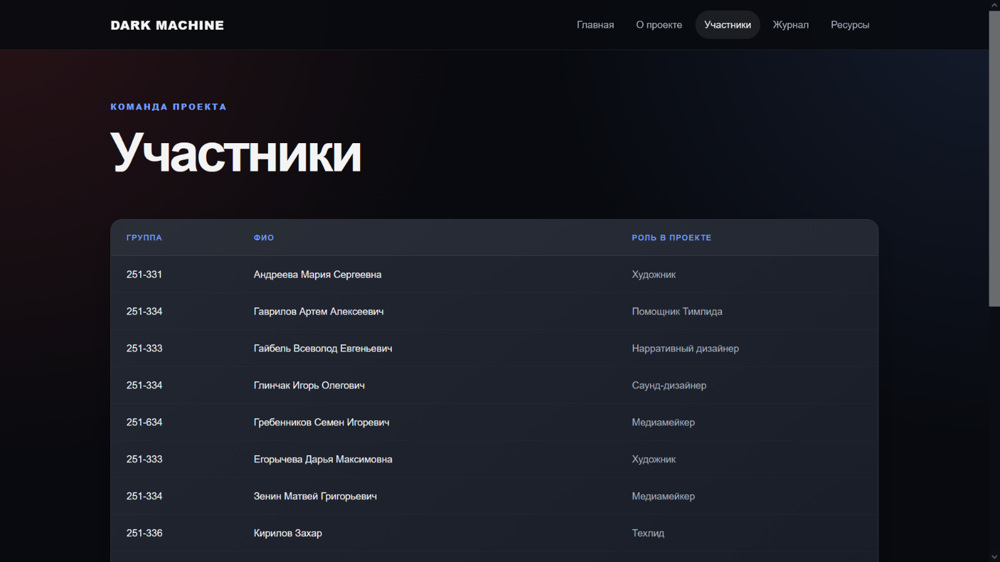 DARK MACHINE
Главная О проекте Участники Журнал Ресурсы
КОМАНДА ПРОЕКТА
Участники
ГРУППА ФИО РОЛЬ В ПРОЕКТЕ
251-331 Андреева Мария Сергеевна Художник
251-334 Гаврилов Артем Алексеевич Помощник Тимлида
251-333 Гайбель Всеволод Евгеньевич Нарративный дизайнер
251-334 Глинчак Игорь Олегович Саунд-дизайнер
251-634 Гребенников Семен Игоревич Медиамейкер
251-333 Егорычева Дарья Максимовна Художник
251-334 Зенин Матвей Григорьевич Медиамейкер
251-336 Кирилов Захар Техлид